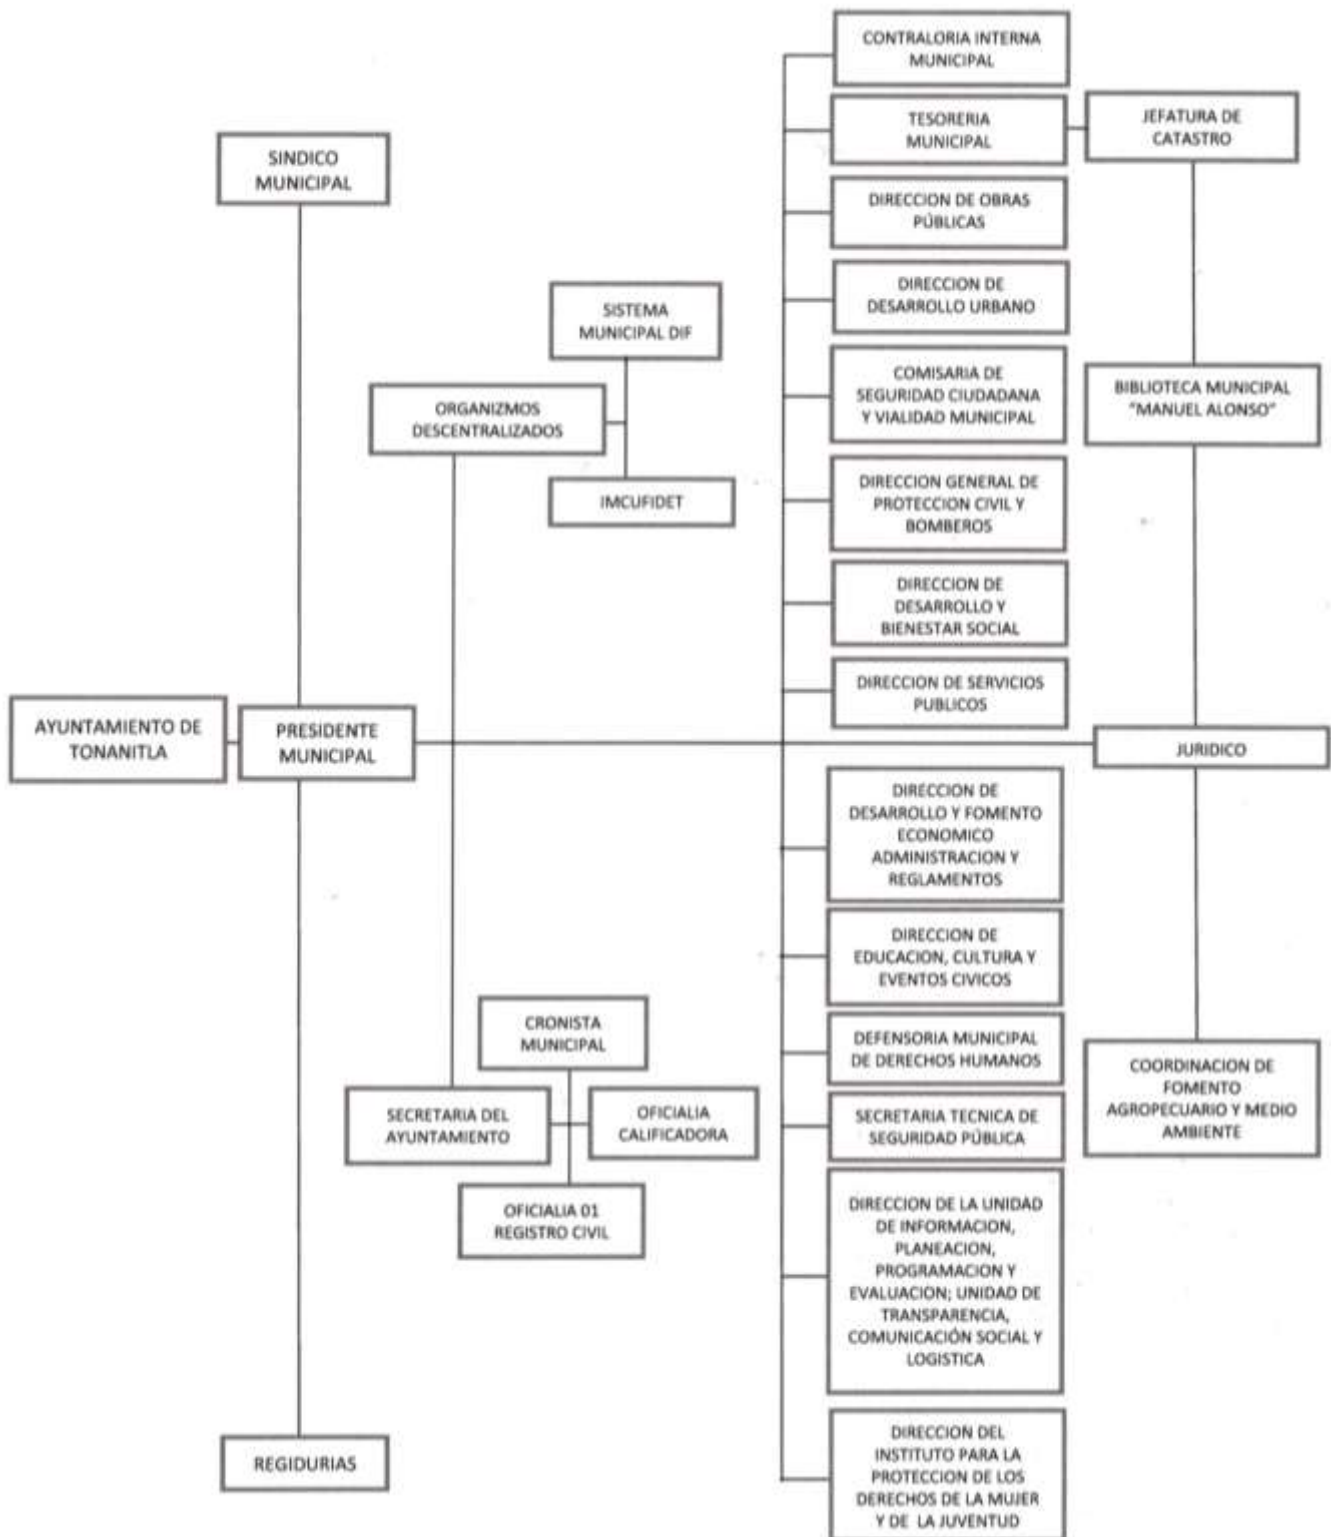 AYUNTAMIENTO DE
TONANITLA
SINDICO
MUNICIPAL
PRESIDENTE
MUNICIPAL
REGIDURIAS
ORGANIZMOS
DESCENTRALIZADOS
SISTEMA
MUNICIPAL DIF
IMCUFIDET
SECRETARIA DEL
AYUNTAMIENTO
CRONISTA
MUNICIPAL
OFICIALIA
CALIFICADORA
OFICIALIA 01
REGISTRO CIVIL
CONTRALORIA INTERNA
MUNICIPAL
TESORERIA
MUNICIPAL
DIRECCION DE OBRAS
PÚBLICAS
DIRECCION DE
DESARROLLO URBANO
COMISARIA DE
SEGURIDAD CIUDADANA
Y VIALIDAD MUNICIPAL
DIRECCION GENERAL DE
PROTECCION CIVIL Y
BOMBEROS
DIRECCION DE
DESARROLLO Y
BIENESTAR SOCIAL
DIRECCION DE SERVICIOS
PUBLICOS
DIRECCION DE
DESARROLLO Y FOMENTO
ECONOMICO
ADMINISTRACION Y
REGLAMENTOS
DIRECCION DE
EDUCACION, CULTURA Y
EVENTOS CIVICOS
DEFENSORIA MUNICIPAL
DE DERECHOS HUMANOS
SECRETARIA TECNICA DE
SEGURIDAD PÚBLICA
DIRECCION DE LA UNIDAD
DE INFORMACION,
PLANEACION,
PROGRAMACION Y
EVALUACION; UNIDAD DE
TRANSPARENCIA,
COMUNICACIÓN SOCIAL Y
LOGISTICA
DIRECCION DEL
INSTITUTO PARA LA
PROTECCION DE LOS
DERECHOS DE LA MUJER
Y DE LA JUVENTUD
JEFATURA DE
CATASTRO
BIBLIOTECA MUNICIPAL
"MANUEL ALONSO"
JURIDICO
COORDINACION DE
FOMENTO
AGROPECUARIO Y MEDIO
AMBIENTE